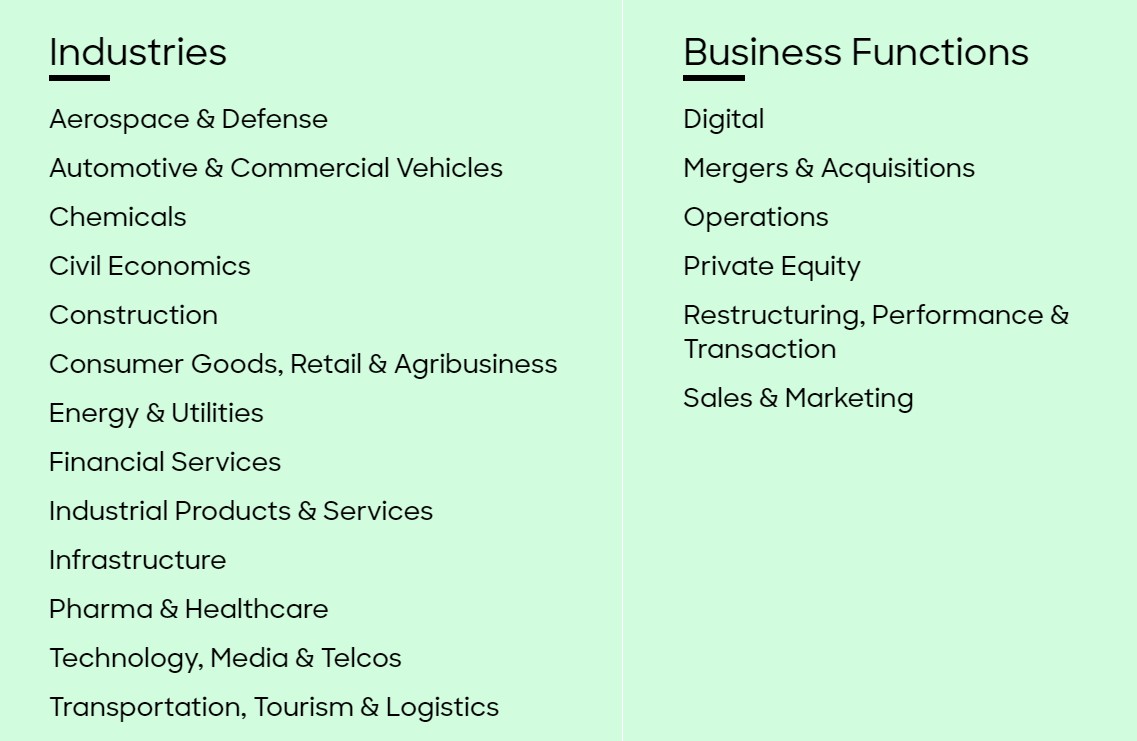 Industries
Aerospace & Defense
Automotive & Commercial Vehicles
Chemicals
Civil Economics
Construction
Consumer Goods, Retail & Agribusiness
Energy & Utilities
Financial Services
Industrial Products & Services
Infrastructure
Pharma & Healthcare
Technology, Media & Telcos
Transportation, Tourism & Logistics
Business Functions
Digital
Mergers & Acquisitions
Operations
Private Equity
Restructuring, Performance &
Transaction
Sales & Marketing